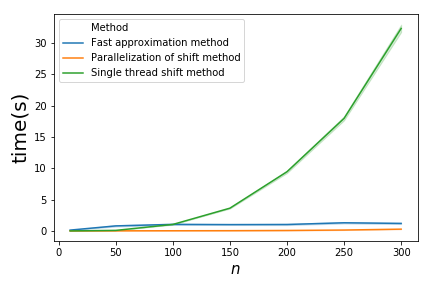 Method
Fast approximation method
Parallelization of shift method
Single thread shift method
time(s)
30
25
20
15
10
5
0
0 50 100 150 200 250 300
n